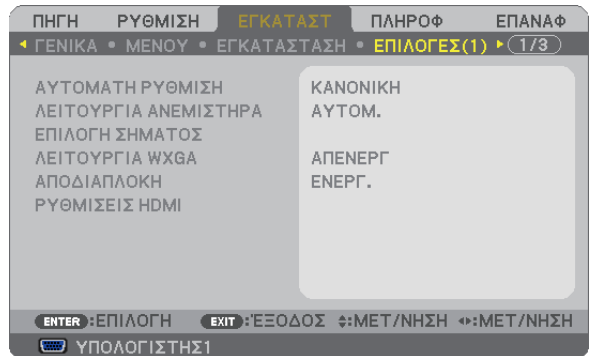 ΠΗΓΗ ΡΥΘΜΙΣΗ ΕΓΚΑΤΑΣΤ ΠΛΗΡΟΦ ΕΠΑΝΑΦ
ΓΕΝΙΚΑ • ΜΕΝΟΥ • ΕΓΚΑΤΑΣΤΑΣΗ • ΕΠΙΛΟΓΕΣ(1) 1/3
ΑΥΤΟΜΑΤΗ ΡΥΘΜΙΣΗ ΚΑΝΟΝΙΚΗ
ΛΕΙΤΟΥΡΓΙΑ ΑΝΕΜΙΣΤΗΡΑ ΑΥΤΟΜ.
ΕΠΙΛΟΓΗ ΣΗΜΑΤΟΣ
ΛΕΙΤΟΥΡΓΙΑ WXGA ΑΠΕΝΕΡΓ
ΑΠΟΔΙΑΠΛΟΚΗ ΕΝΕΡΓ.
ΡΥΘΜΙΣΕΙΣ HDMI
ENTER:ΕΠΙΛΟΓΗ EXIT:ΈΞΟΔΟΣ :ΜΕΤ/ΝΗΣΗ :ΜΕΤ/ΝΗΣΗ
ΥΠΟΛΟΓΙΣΤΗΣ1